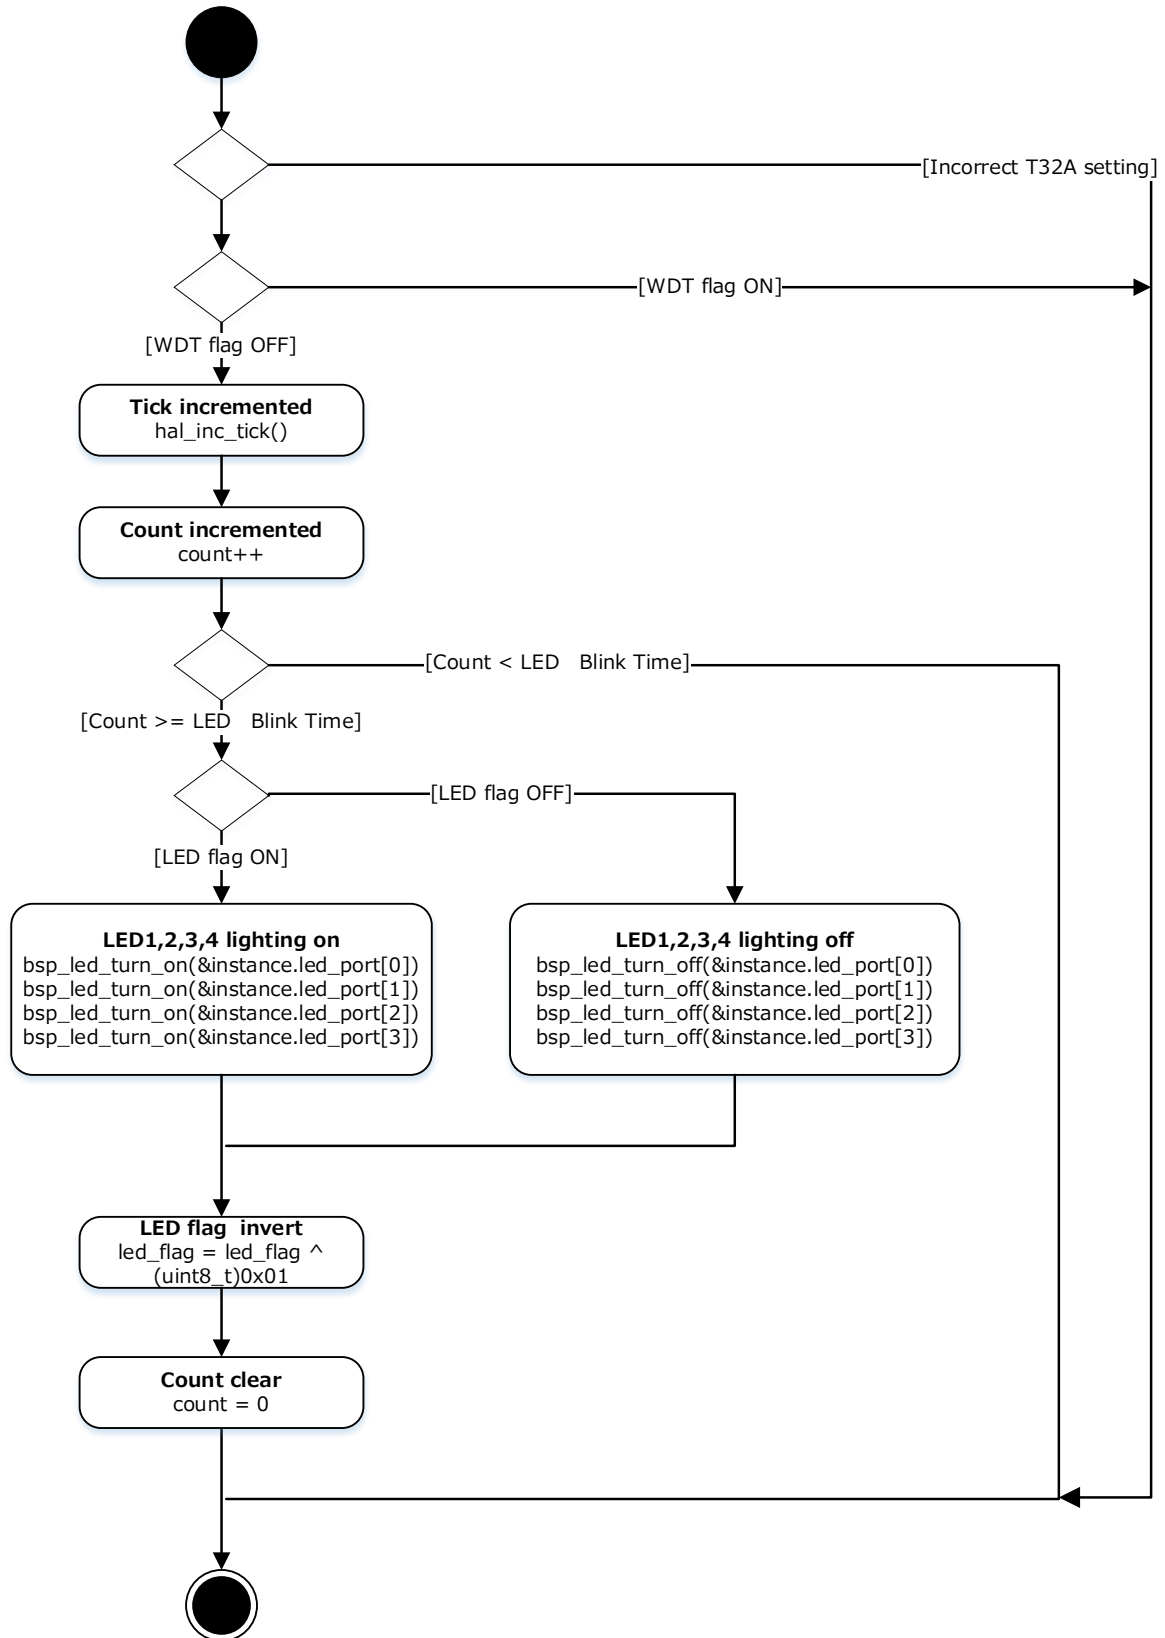 [Incorrect T32A setting]
[WDT flag ON]
[WDT flag OFF]
Tick incremented
hal_inc_tick()
Count incremented
count++
[Count < LED   Blink Time]
[Count >= LED   Blink Time]
[LED flag OFF]
[LED flag ON]
LED1,2,3,4 lighting on
bsp_led_turn_on(&instance.led_port[0])
bsp_led_turn_on(&instance.led_port[1])
bsp_led_turn_on(&instance.led_port[2])
bsp_led_turn_on(&instance.led_port[3])
LED1,2,3,4 lighting off
bsp_led_turn_off(&instance.led_port[0])
bsp_led_turn_off(&instance.led_port[1])
bsp_led_turn_off(&instance.led_port[2])
bsp_led_turn_off(&instance.led_port[3])
LED flag  invert
led_flag = led_flag ^
(uint8_t)0x01
Count clear
count = 0